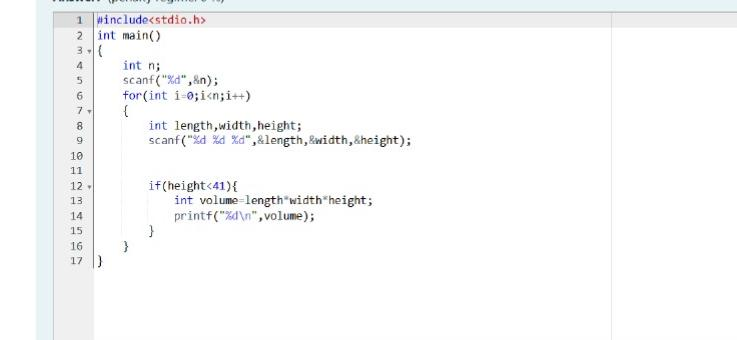 1 #include<stdio.h>
2 int main()
3 {
4 int n;
5 scanf("%d",&n);
6 for(int i=0;i<n;i++)
7 {
8 int length,width,height;
9 scanf("%d %d %d",&length,&width,&height);
10
11
12 if(height<41){
13 int volume=length*width*height;
14 printf("%d\n",volume);
15 }
16 }
17 }